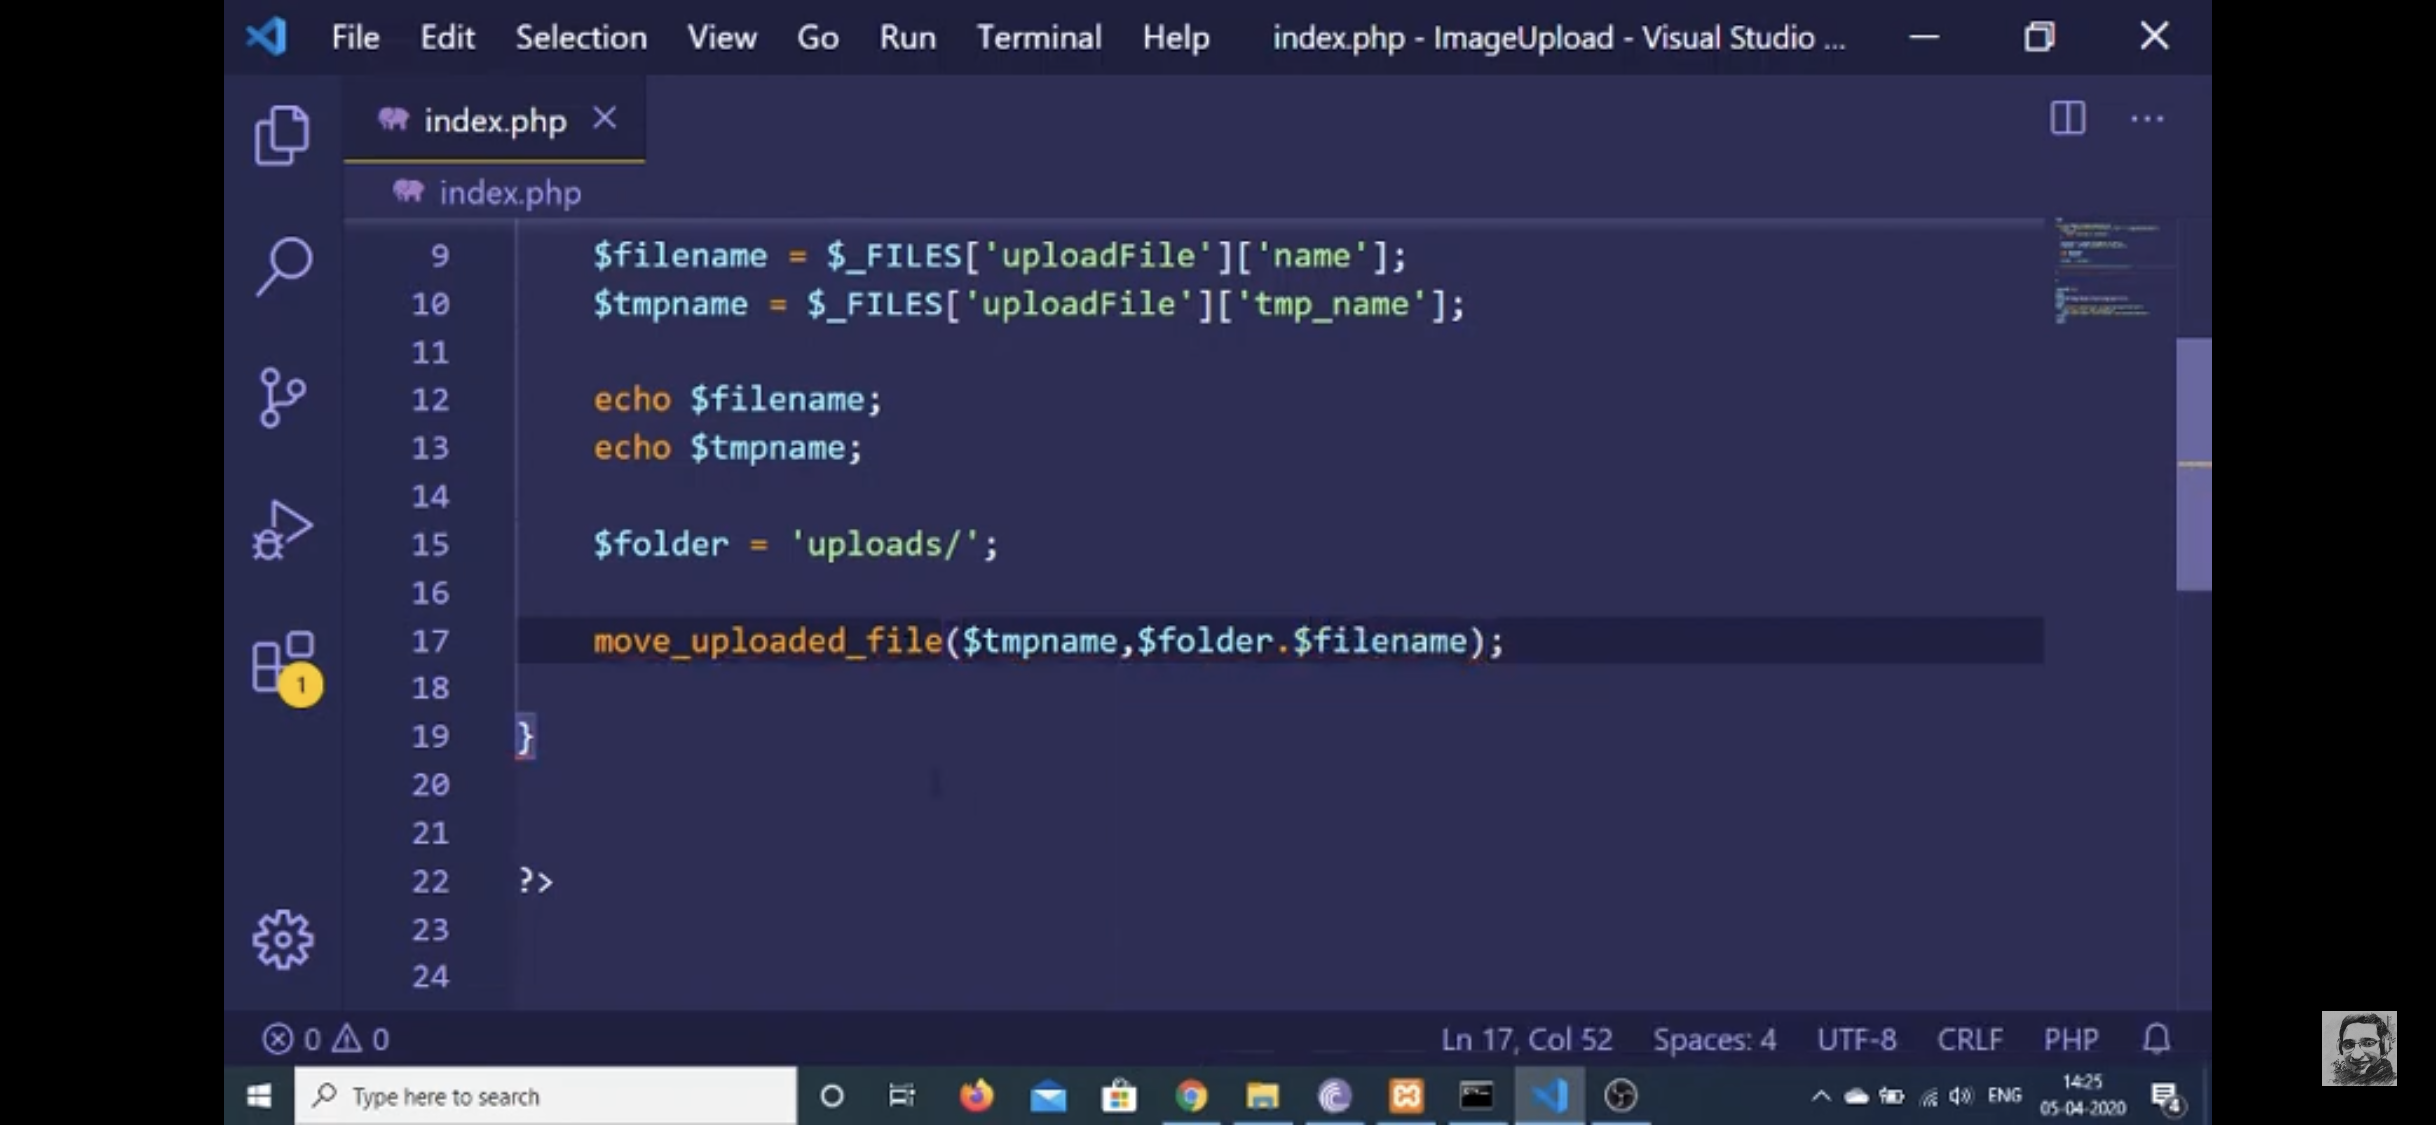 File Edit Selection View Go Run Terminal Help index.php - ImageUpload - Visual Studio ...
index.php
index.php
9 $filename = $_FILES['uploadFile']['name'];
10 $tmpname = $_FILES['uploadFile']['tmp_name'];
11
12 echo $filename;
13 echo $tmpname;
14
15 $folder = 'uploads/';
16
17 move_uploaded_file($tmpname,$folder.$filename);
18
19 }
20
21
22 ?>
23
24
1
0 0 Ln 17, Col 52 Spaces: 4 UTF-8 CRLF PHP
Type here to search ENG 14:25
05-04-2020
4